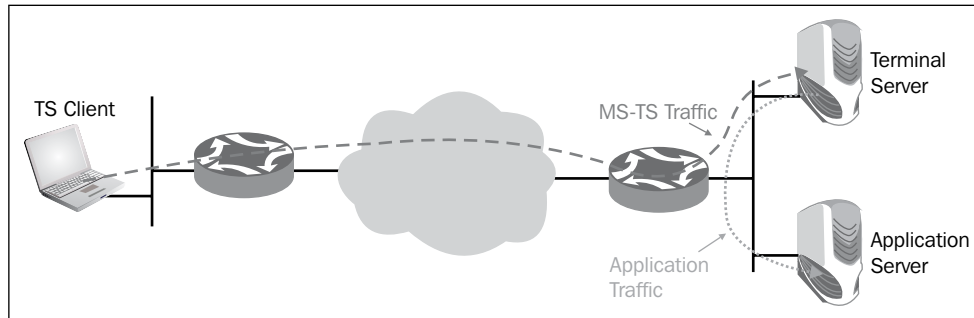 TS Client
MS-TS Traffic
Terminal
Server
Application
Traffic
Application
Server